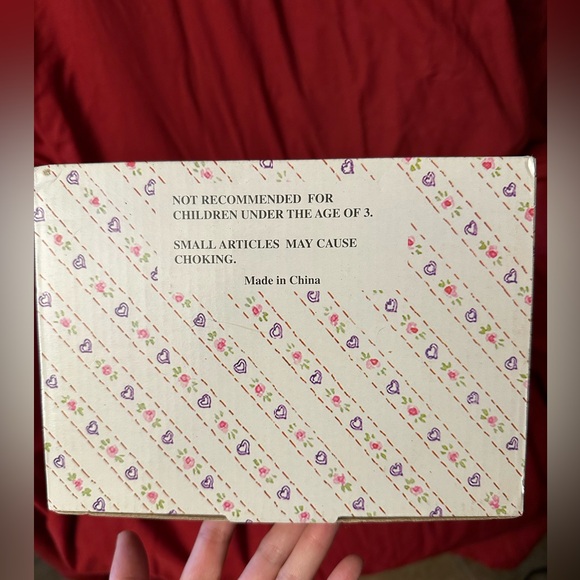 NOT RECOMMENDED FOR
CHILDREN UNDER THE AGE OF 3.
SMALL ARTICLES MAY CAUSE
CHOKING.
Made in China